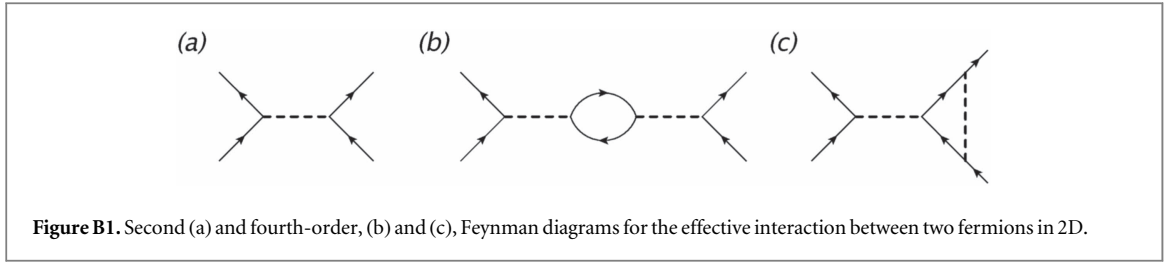 (a) (b) (c)
Figure B1. Second (a) and fourth-order, (b) and (c), Feynman diagrams for the effective interaction between two fermions in 2D.